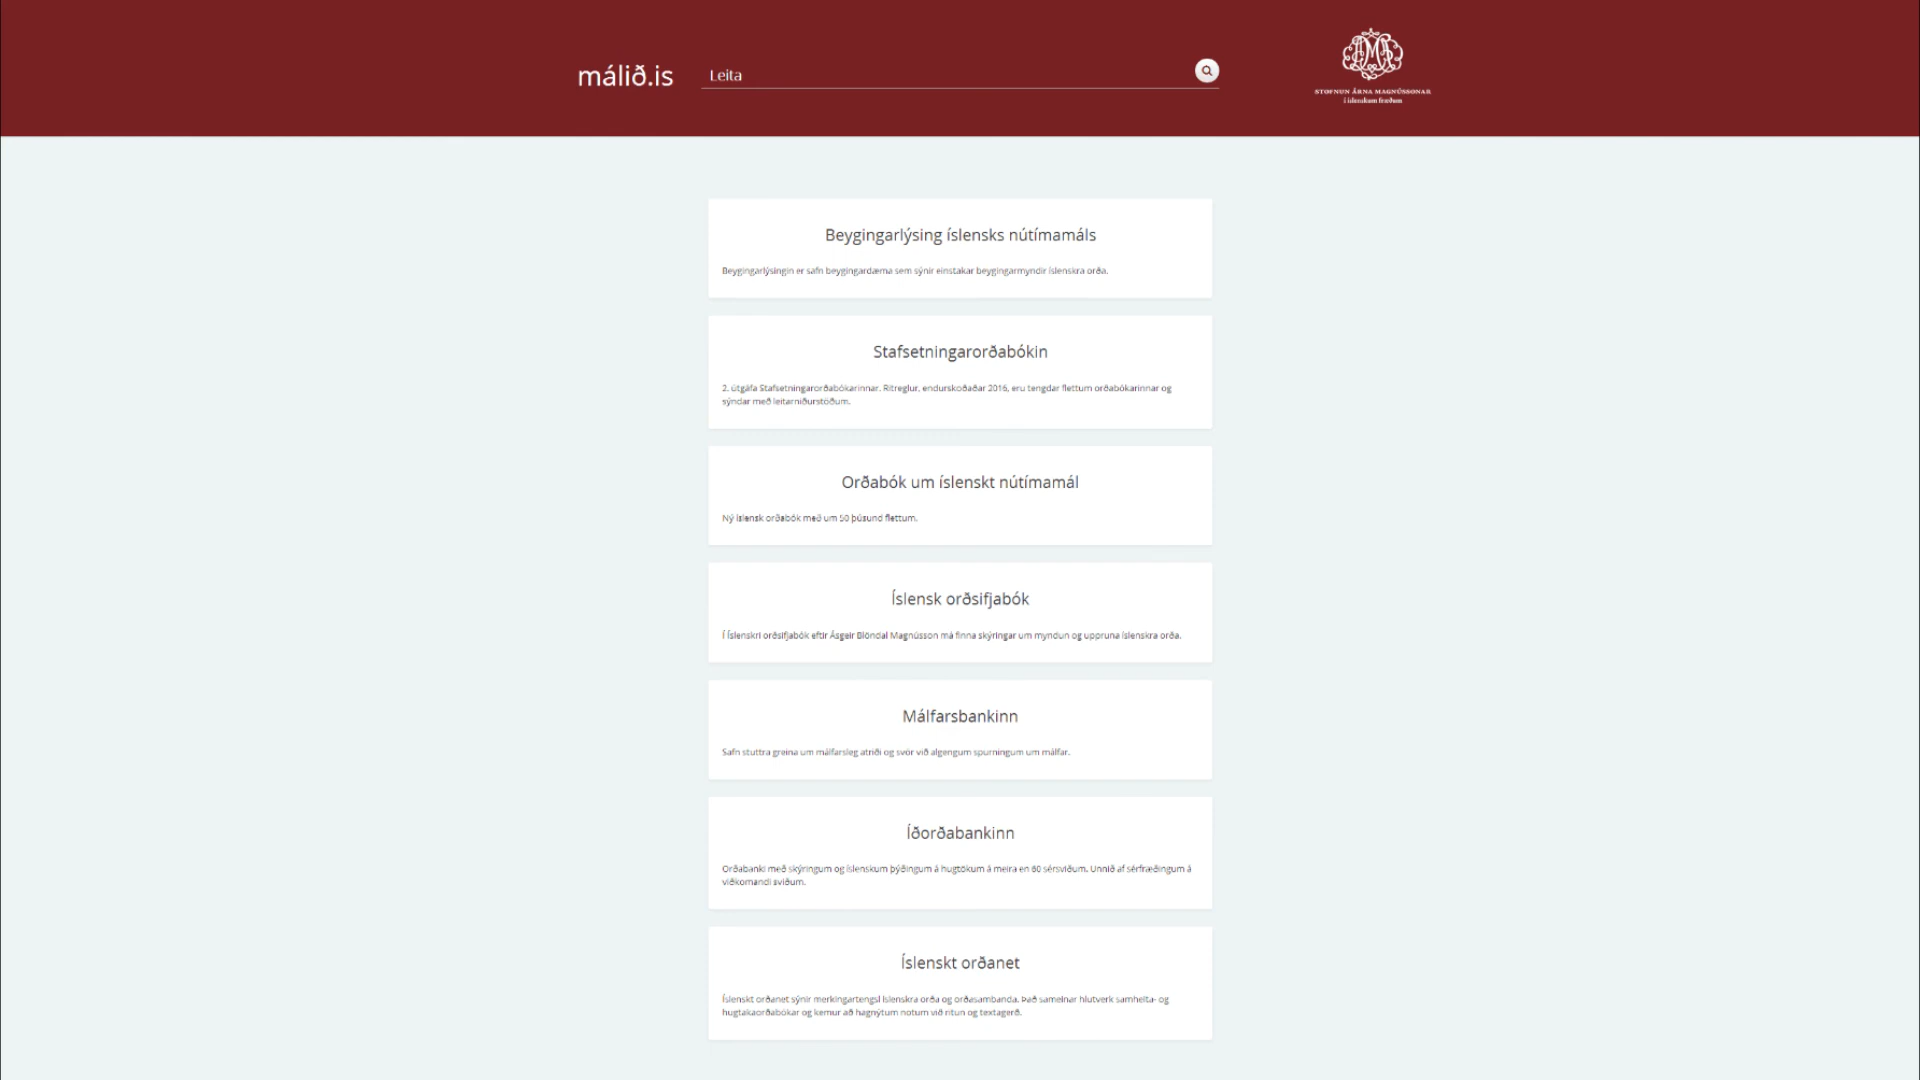 málið.is
Leita
STOFNUN ÁRNA MAGNÚSSONAR
í íslenskum fræðum
Beygingarlýsing íslensks nútímamáls
Beygingarlýsingin er safn beygingardæma sem sýnir einstakar beygingarmyndir íslenskra orða.
Stafsetningarorðabókin
2. útgáfa Stafsetningarorðabókarinnar. Ritreglur, endurskoðaðar 2016, eru tengdar flettum orðabókarinnar og
sýndar með leitarniðurstöðum.
Orðabók um íslenskt nútímamál
Ný íslensk orðabók með um 50 þúsund flettum.
Íslensk orðsifjabók
Í Íslenskri orðsifjabók eftir Ásgeir Blöndal Magnússon má finna skýringar um myndun og uppruna íslenskra orða.
Málfarsbankinn
Safn stuttra greina um málfarsleg atriði og svör við algengum spurningum um málfar.
Íðorðabankinn
Orðabanki með skýringum og íslenskum þýðingum á hugtökum á meira en 60 sérsviðum. Unnið af sérfræðingum á
viðkomandi sviðum.
Íslenskt orðanet
Íslenskt orðanet sýnir merkingartengsl íslenskra orða og orðasambanda. Það sameinar hlutverk samheita- og
hugtakaorðabókar og kemur að hagnýtum notum við ritun og textagerð.